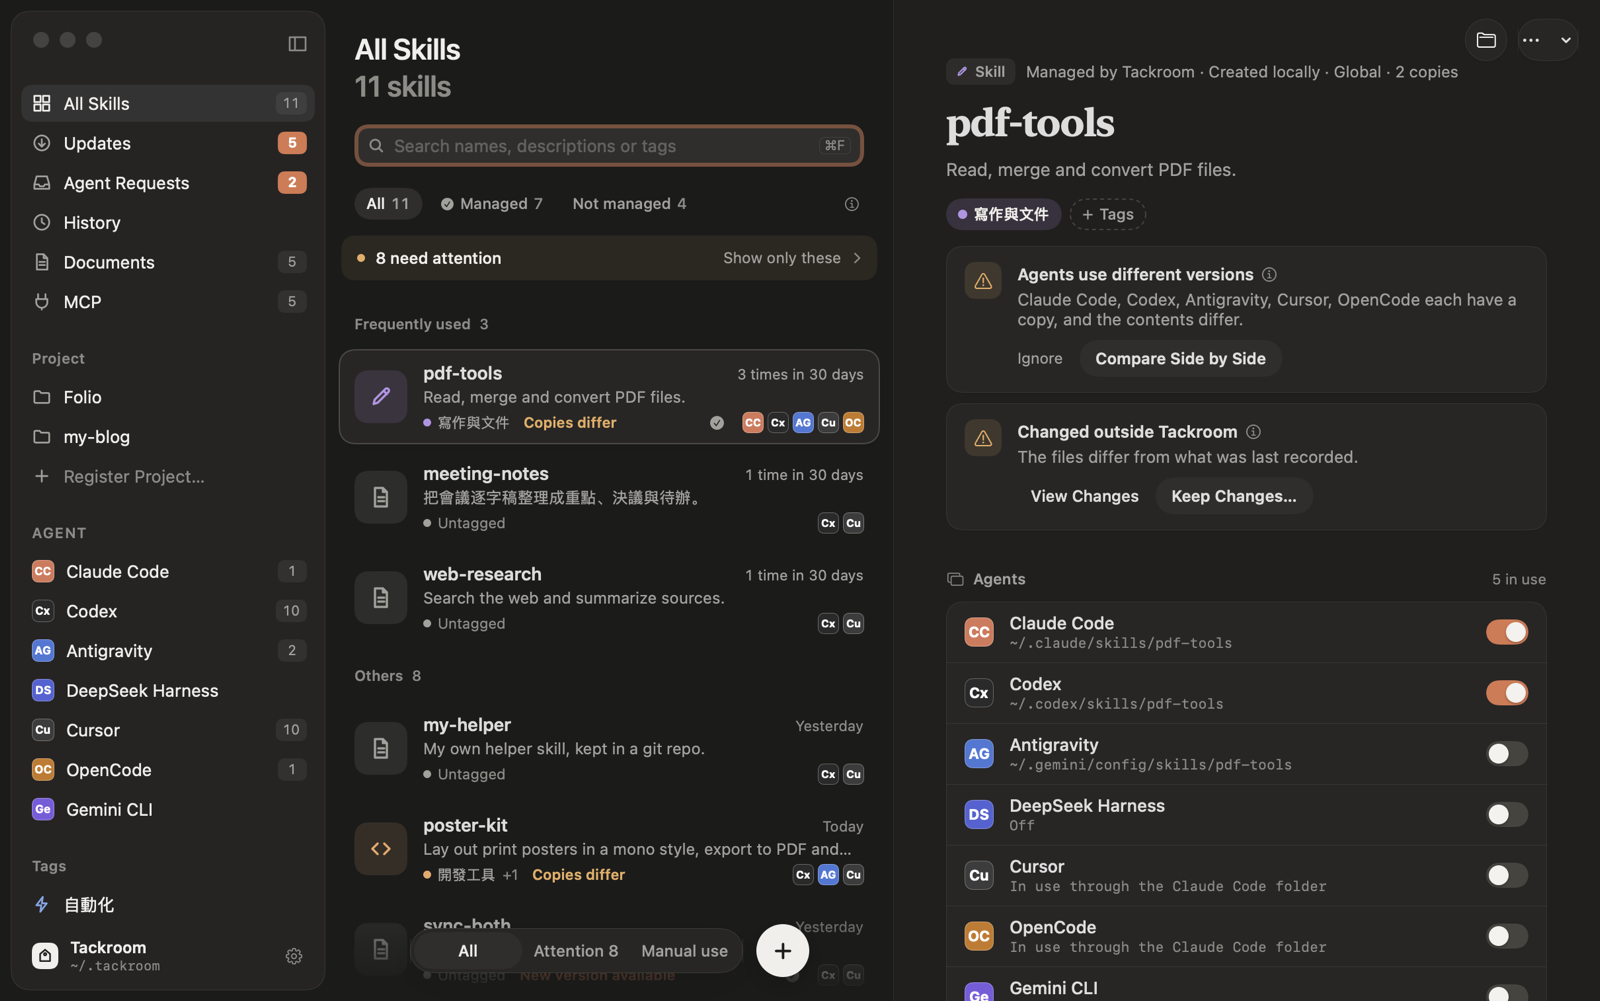 All Skills 11
Updates 5
Agent Requests 2
History
Documents 5
MCP 5
Project
Folio
my-blog
Register Project...
AGENT
CC Claude Code 1
Cx Codex 10
AG Antigravity 2
DS DeepSeek Harness
Cu Cursor 10
OC OpenCode 1
Ge Gemini CLI
Tags
自動化
Tackroom
~/.tackroom
All Skills
11 skills
Search names, descriptions or tags ⌘F
All 11 Managed 7 Not managed 4
8 need attention Show only these
Frequently used 3
pdf-tools 3 times in 30 days
Read, merge and convert PDF files.
寫作與文件 Copies differ CC Cx AG Cu OC
meeting-notes 1 time in 30 days
把會議逐字稿整理成重點、決議與待辦。
Untagged Cx Cu
web-research 1 time in 30 days
Search the web and summarize sources.
Untagged Cx Cu
Others 8
my-helper Yesterday
My own helper skill, kept in a git repo.
Untagged Cx Cu
poster-kit Today
Lay out print posters in a mono style, export to PDF and...
開發工具 +1 Copies differ Cx AG Cu
sync-both Yesterday
All Attention 8 Manual use
Untagged New version available Cx Cu
Skill Managed by Tackroom · Created locally · Global · 2 copies
pdf-tools
Read, merge and convert PDF files.
寫作與文件 + Tags
Agents use different versions
Claude Code, Codex, Antigravity, Cursor, OpenCode each have a
copy, and the contents differ.
Ignore Compare Side by Side
Changed outside Tackroom
The files differ from what was last recorded.
View Changes Keep Changes...
Agents 5 in use
CC Claude Code
~/.claude/skills/pdf-tools
Cx Codex
~/.codex/skills/pdf-tools
AG Antigravity
~/.gemini/config/skills/pdf-tools
DS DeepSeek Harness
Off
Cu Cursor
In use through the Claude Code folder
OC OpenCode
In use through the Claude Code folder
Ge Gemini CLI